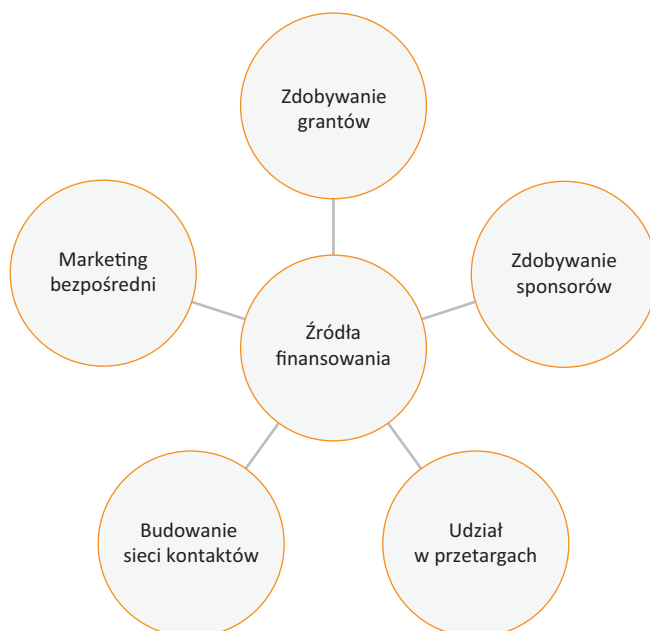 Zdobywanie
grantów
Marketing
bezpośredni
Zdobywanie
sponsorów
Źródła
finansowania
Budowanie
sieci kontaktów
Udział
w przetargach